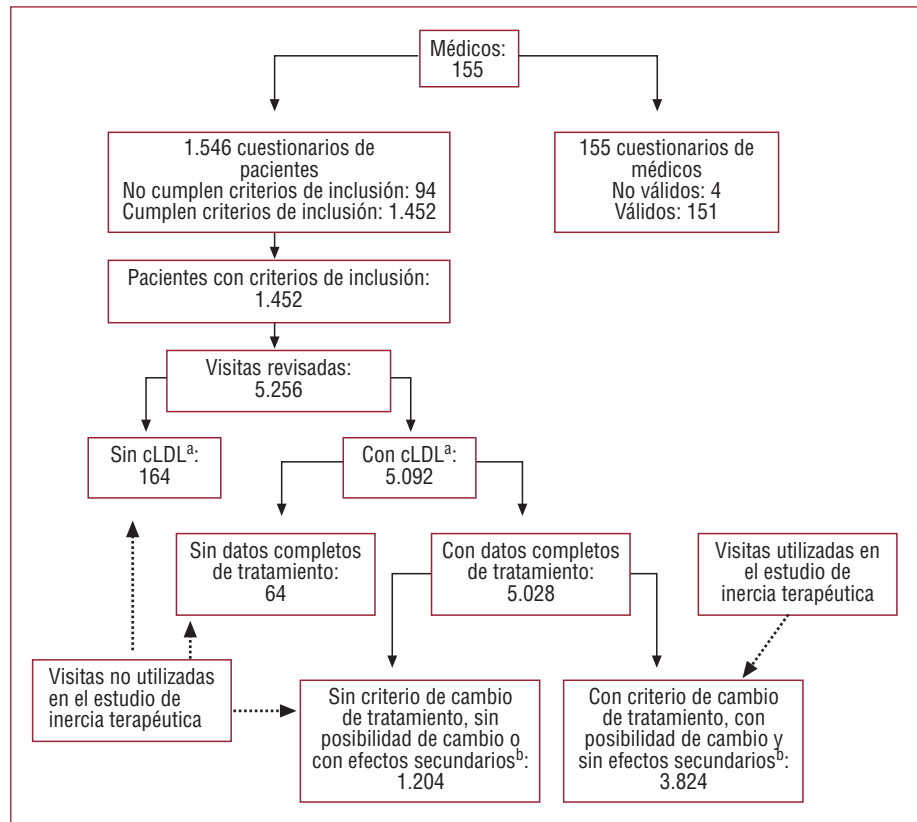 Médicos:
155
1.546 cuestionarios de
pacientes
No cumplen criterios de inclusión: 94
Cumplen criterios de inclusión: 1.452
155 cuestionarios de
médicos
No válidos: 4
Válidos: 151
Pacientes con criterios de inclusión:
1.452
Visitas revisadas:
5.256
Sin cLDLª:
164
Con cLDLª:
5.092
Sin datos completos
de tratamiento:
64
Con datos completos
de tratamiento:
5.028
Visitas utilizadas en
el estudio de
inercia terapéutica
Visitas no utilizadas
en el estudio de
inercia terapéutica
Sin criterio de cambio
de tratamiento, sin
posibilidad de cambio o
con efectos secundariosᵇ:
1.204
Con criterio de cambio
de tratamiento, con
posibilidad de cambio y
sin efectos secundariosᵇ:
3.824